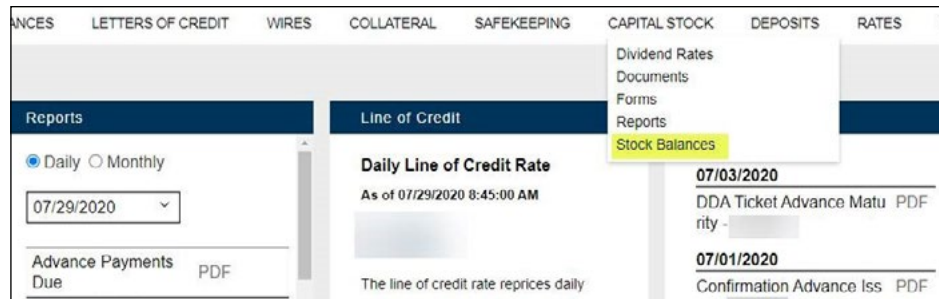 ANCES LETTERS OF CREDIT WIRES COLLATERAL SAFEKEEPING CAPITAL STOCK DEPOSITS RATES
Dividend Rates
Documents
Forms
Reports
Stock Balances
Reports
Daily Monthly
07/29/2020
Advance Payments
Due
PDF
Line of Credit
Daily Line of Credit Rate
As of 07/29/2020 8:45:00 AM
The line of credit rate reprices daily
07/03/2020
DDA Ticket Advance Matu PDF
rity -
07/01/2020
Confirmation Advance Iss PDF